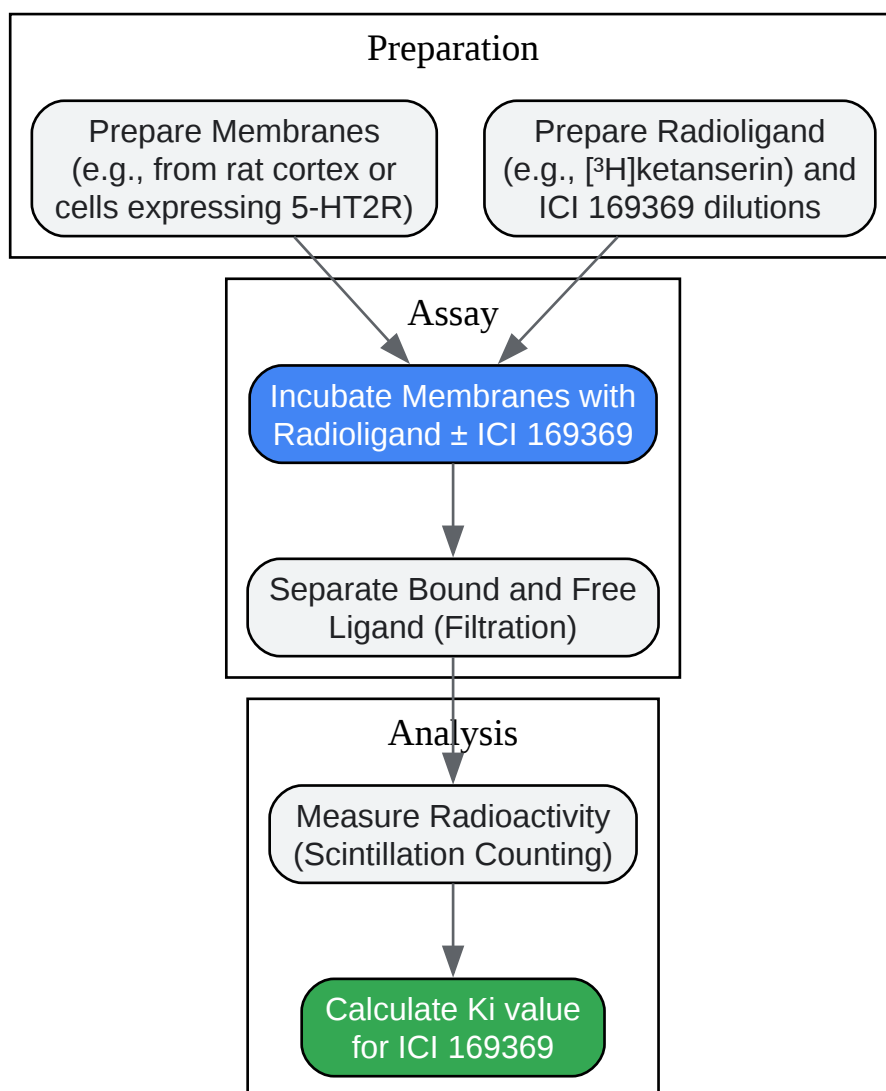 Preparation
Prepare Membranes
(e.g., from rat cortex or
cells expressing 5-HT2R)
Prepare Radioligand
(e.g., [³H]ketanserin) and
ICI 169369 dilutions
Assay
Incubate Membranes with
Radioligand ± ICI 169369
Separate Bound and Free
Ligand (Filtration)
Analysis
Measure Radioactivity
(Scintillation Counting)
Calculate Ki value
for ICI 169369